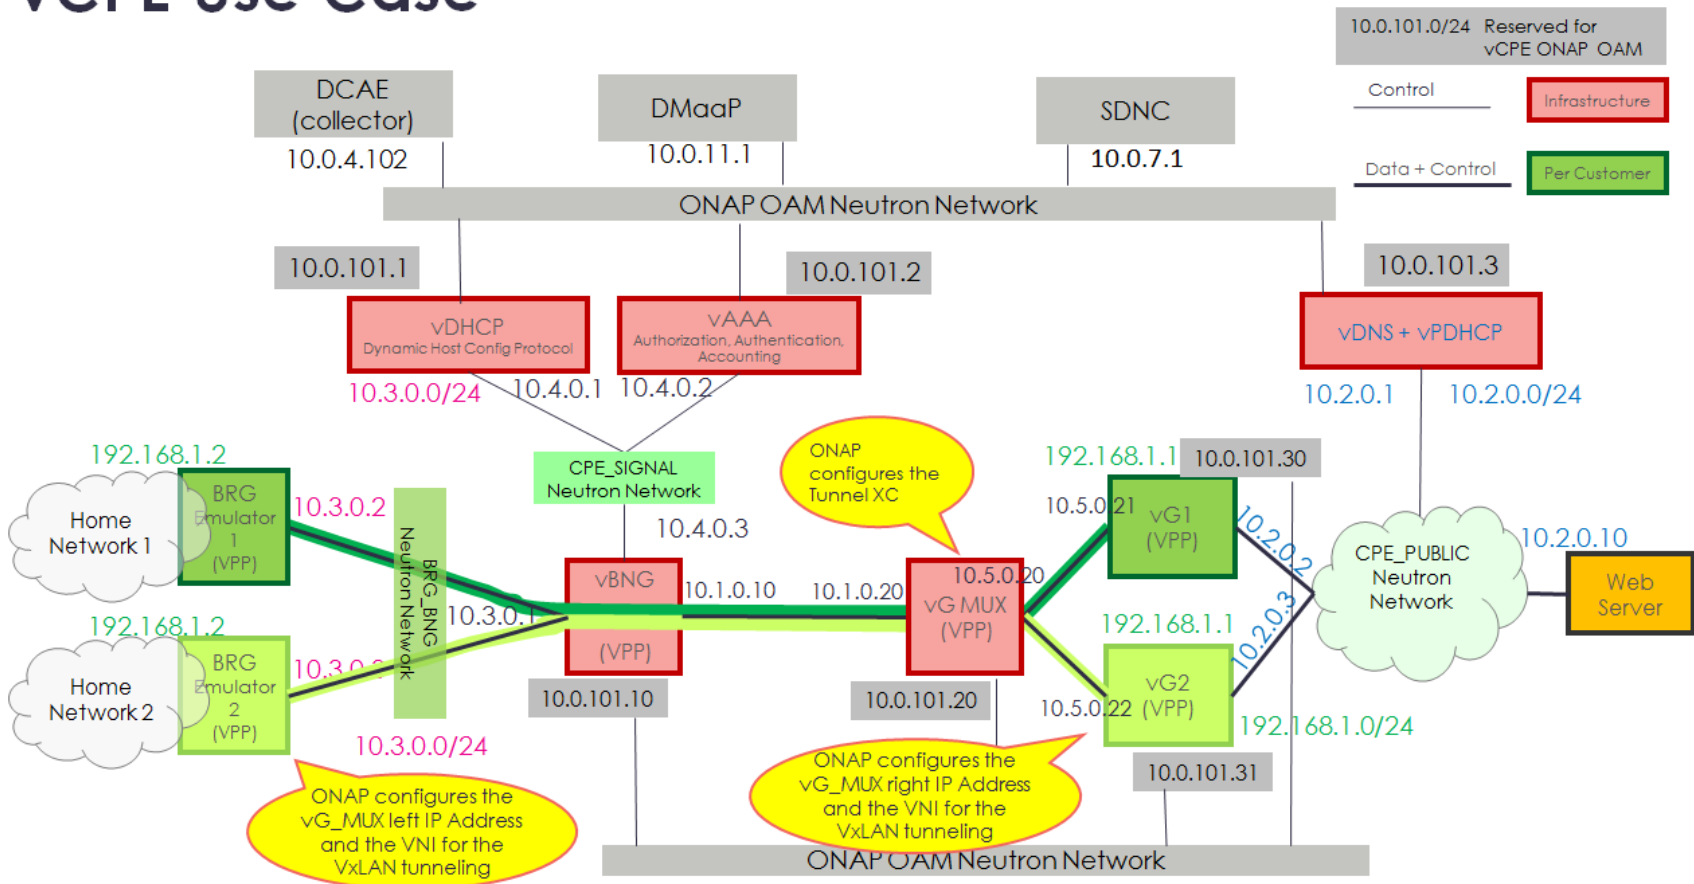 vCPE Use Case
10.0.101.0/24 Reserved for
vCPE ONAP OAM
Control
Infrastructure
Data + Control
Per Customer
DCAE
(collector)
10.0.4.102
DMaaP
10.0.11.1
SDNC
10.0.7.1
ONAP OAM Neutron Network
10.0.101.1
10.0.101.2
10.0.101.3
vDHCP
Dynamic Host Config Protocol
vAAA
Authorization, Authentication,
Accounting
vDNS + vPDHCP
10.3.0.0/24
10.4.0.1
10.4.0.2
10.2.0.1
10.2.0.0/24
CPE_SIGNAL
Neutron Network
10.4.0.3
ONAP
configures the
Tunnel XC
192.168.1.2
Home
Network 1
BRG
Emulator
1
(VPP)
10.3.0.2
BRG_BNG
Neutron Network
10.3.0.1
vBNG
(VPP)
10.1.0.10
10.1.0.20
10.5.0.20
vG MUX
(VPP)
192.168.1.1
10.0.101.30
10.5.0.21
vG1
(VPP)
10.2.0.2
CPE_PUBLIC
Neutron
Network
10.2.0.10
Web
Server
192.168.1.2
Home
Network 2
BRG
Emulator
2
(VPP)
10.3.0.
10.3.0.0/24
10.0.101.10
10.0.101.20
192.168.1.1
10.2.0.3
10.5.0.22
vG2
(VPP)
192.168.1.0/24
10.0.101.31
ONAP configures the
vG_MUX left IP Address
and the VNI for the
VxLAN tunneling
ONAP configures the
vG_MUX right IP Address
and the VNI for the
VxLAN tunneling
ONAP OAM Neutron Network